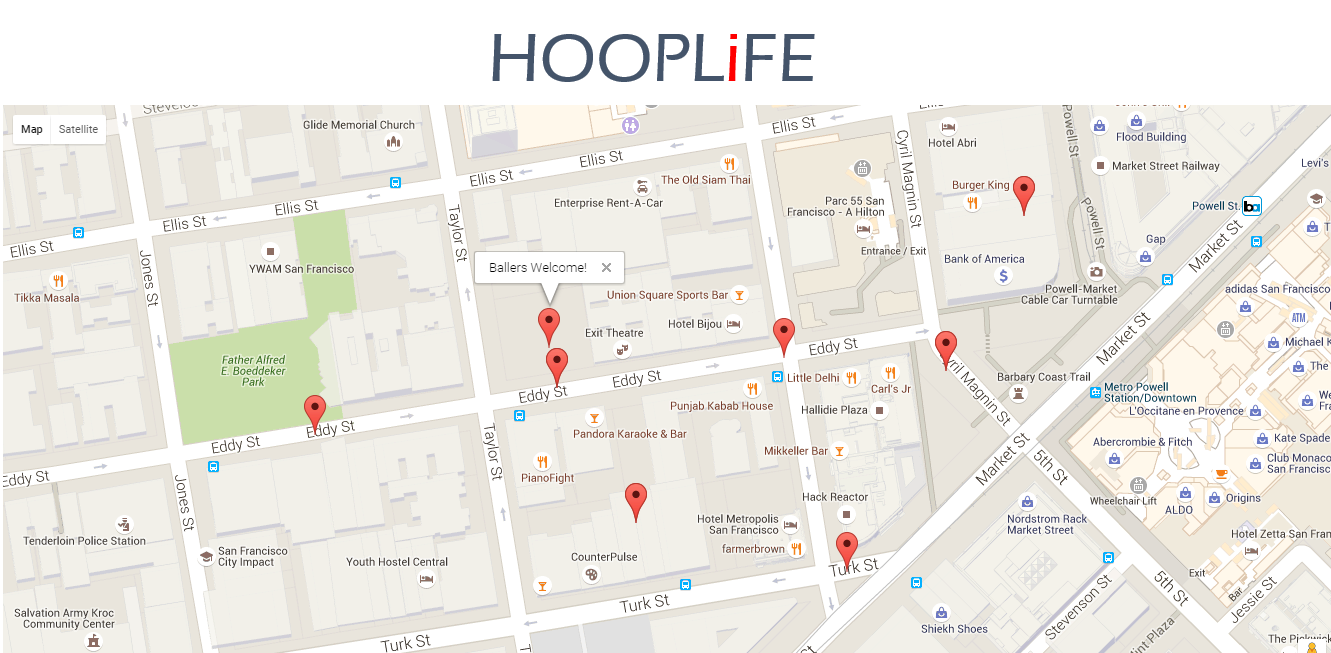 HOOPLiFE
Map
Satellite
Glide Memorial Church
Ellis St
Ellis St
Ellis St
Ellis St
Ellis St
Ellis St
Ellis St
The Old Siam Thai
Enterprise Rent-A-Car
Cyril Magnin St
Hotel Abri
Powell St
Powell St
Flood Building
Market Street Railway
Levi's
Burger King
Parc 55 San
Francisco - A Hilton
Entrance / Exit
Powell St
Market St
Gap
Bank of America
Powell-Market
Cable Car Turntable
adidas San Francisco
ATM
Michael K
The
Jones St
Taylor St
YWAM San Francisco
Tikka Masala
Ballers Welcome!
Union Square Sports Bar
Exit Theatre
Hotel Bijou
Father Alfred
E. Boeddeker
Park
Eddy St
Eddy St
Eddy St
Eddy St
Eddy St
Eddy St
Little Delhi
Carl's Jr
Hallidie Plaza
Cyril Magnin St
Barbary Coast Trail
Market St
Metro Powell
Station/Downtown
L'Occitane en Provence
Kate Spade
Abercrombie & Fitch
Club Monaco
San Francisc
Punjab Kabab House
Pandora Karaoke & Bar
Mikkeller Bar
Taylor St
PianoFight
Hack Reactor
Market St
5th St
Wheelchair Lift
ALDO
Origins
Jones St
Tenderloin Police Station
San Francisco
City Impact
Youth Hostel Central
Hotel Metropolis
San Francisco
farmerbrown
CounterPulse
Nordstrom Rack
Market Street
Hotel Zetta San Fran
Exit
Bar
Turk St
Turk St
Turk St
5th St
Jessie St
Stevenson St
Shiekh Shoes
Mint Plaza
The Pickwick
Salvation Army Kroc
Community Center